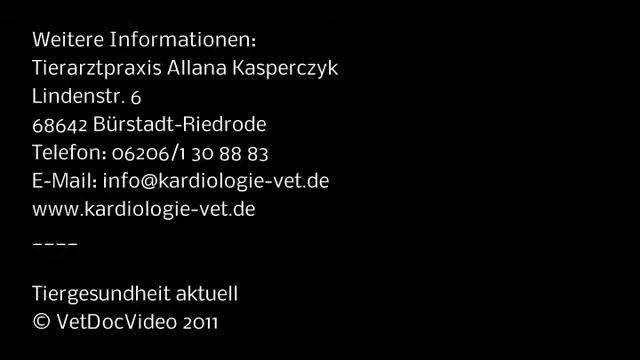 Weitere Informationen:
Tierarztpraxis Allana Kasperczyk
Lindenstr. 6
68642 Bürstadt-Riedrode
Telefon: 06206/1 30 88 83
E-Mail: info@kardiologie-vet.de
www.kardiologie-vet.de
----
Tiergesundheit aktuell
© VetDocVideo 2011